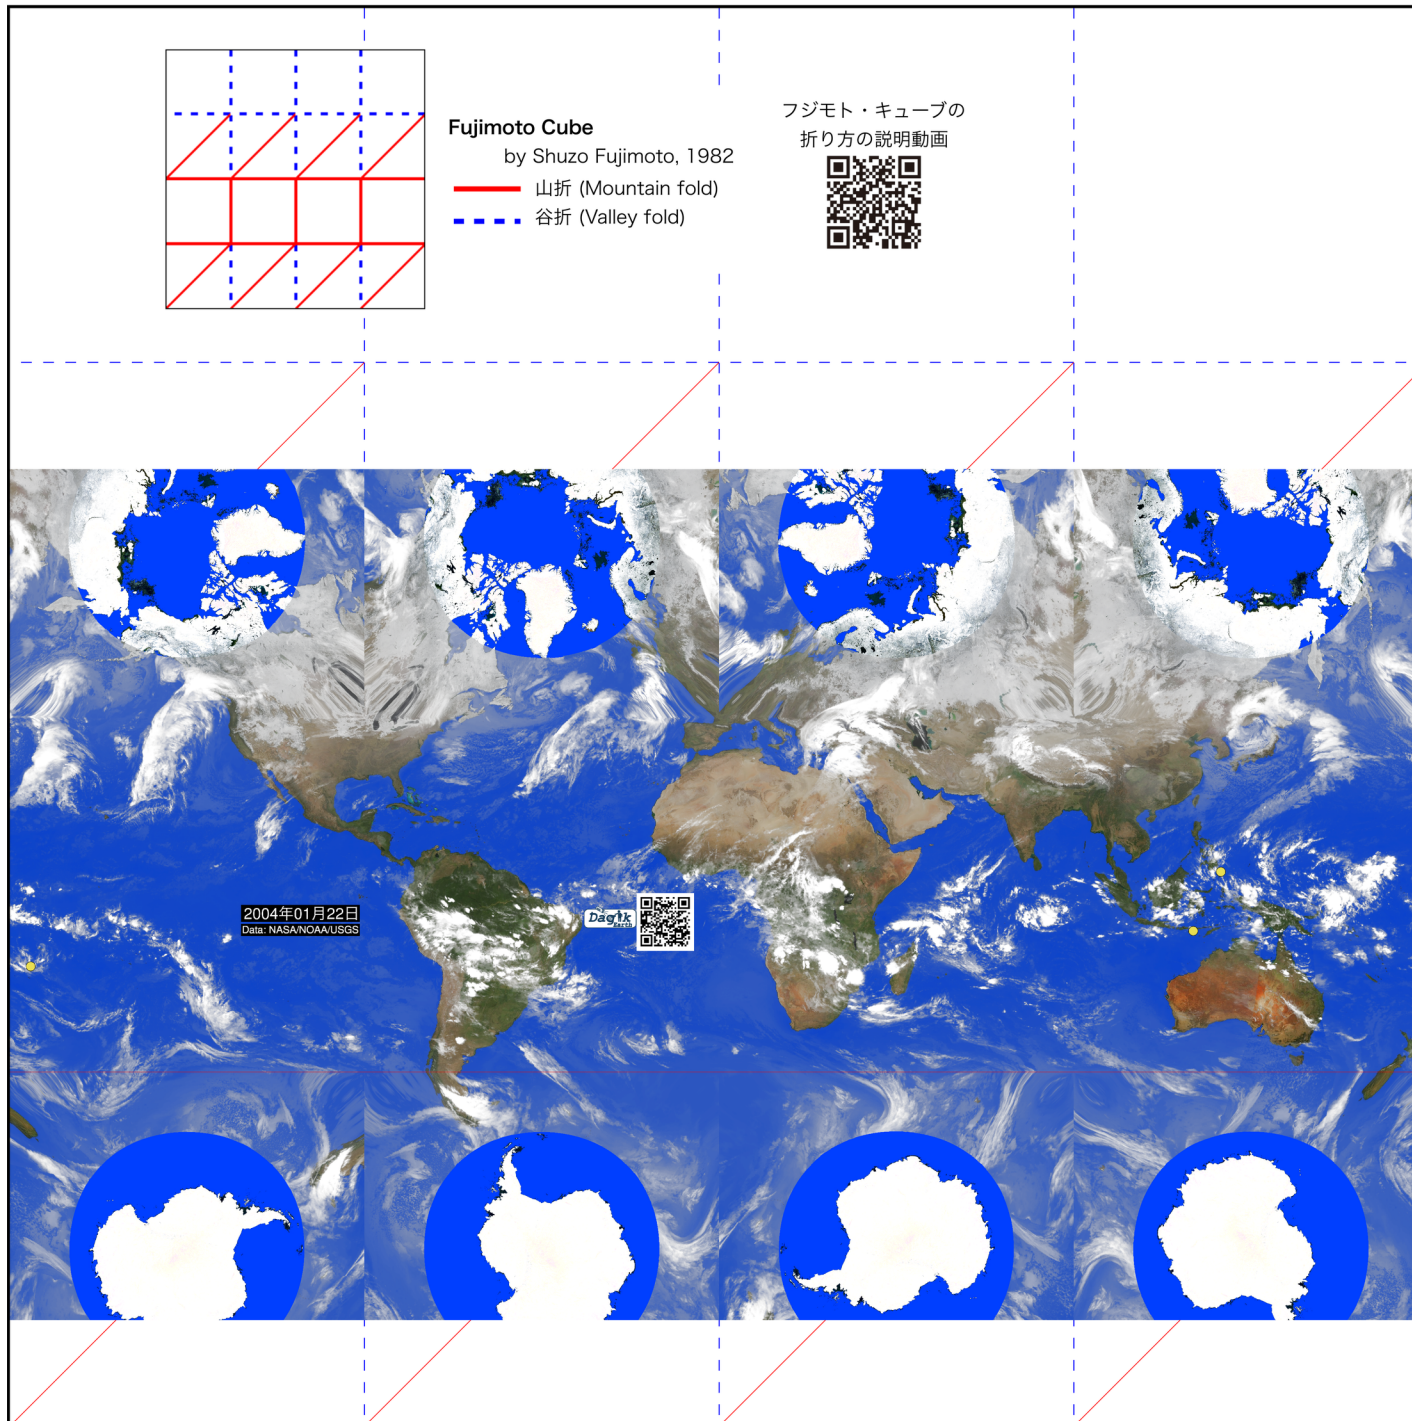 Fujimoto Cube
by Shuzo Fujimoto, 1982
山折 (Mountain fold)
谷折 (Valley fold)
フジモト・キューブの
折り方の説明動画
2004年01月22日
Data: NASA/NOAA/USGS
Dagik
Earth